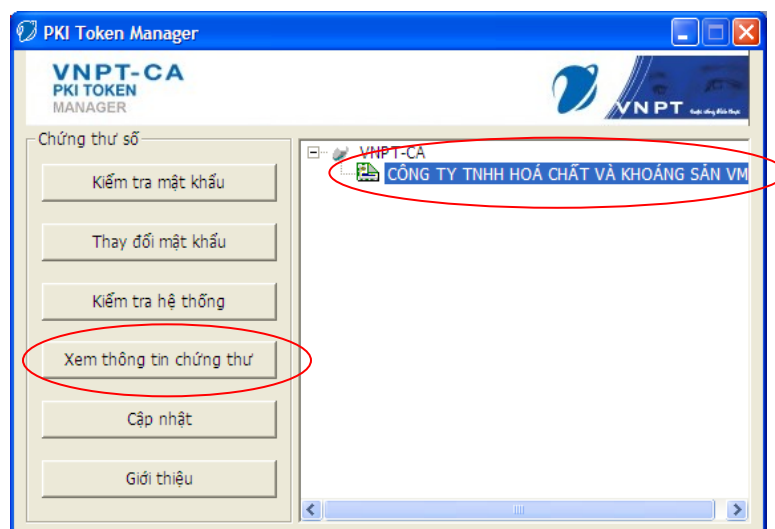 PKI Token Manager
VNPT-CA
PKI TOKEN
MANAGER
VNPT
Chứng thư số
Kiểm tra mật khẩu
Thay đổi mật khẩu
Kiểm tra hệ thống
Xem thông tin chứng thư
Cập nhật
Giới thiệu
VNPT-CA
CÔNG TY TNHH HOÁ CHẤT VÀ KHOÁNG SẢN VM